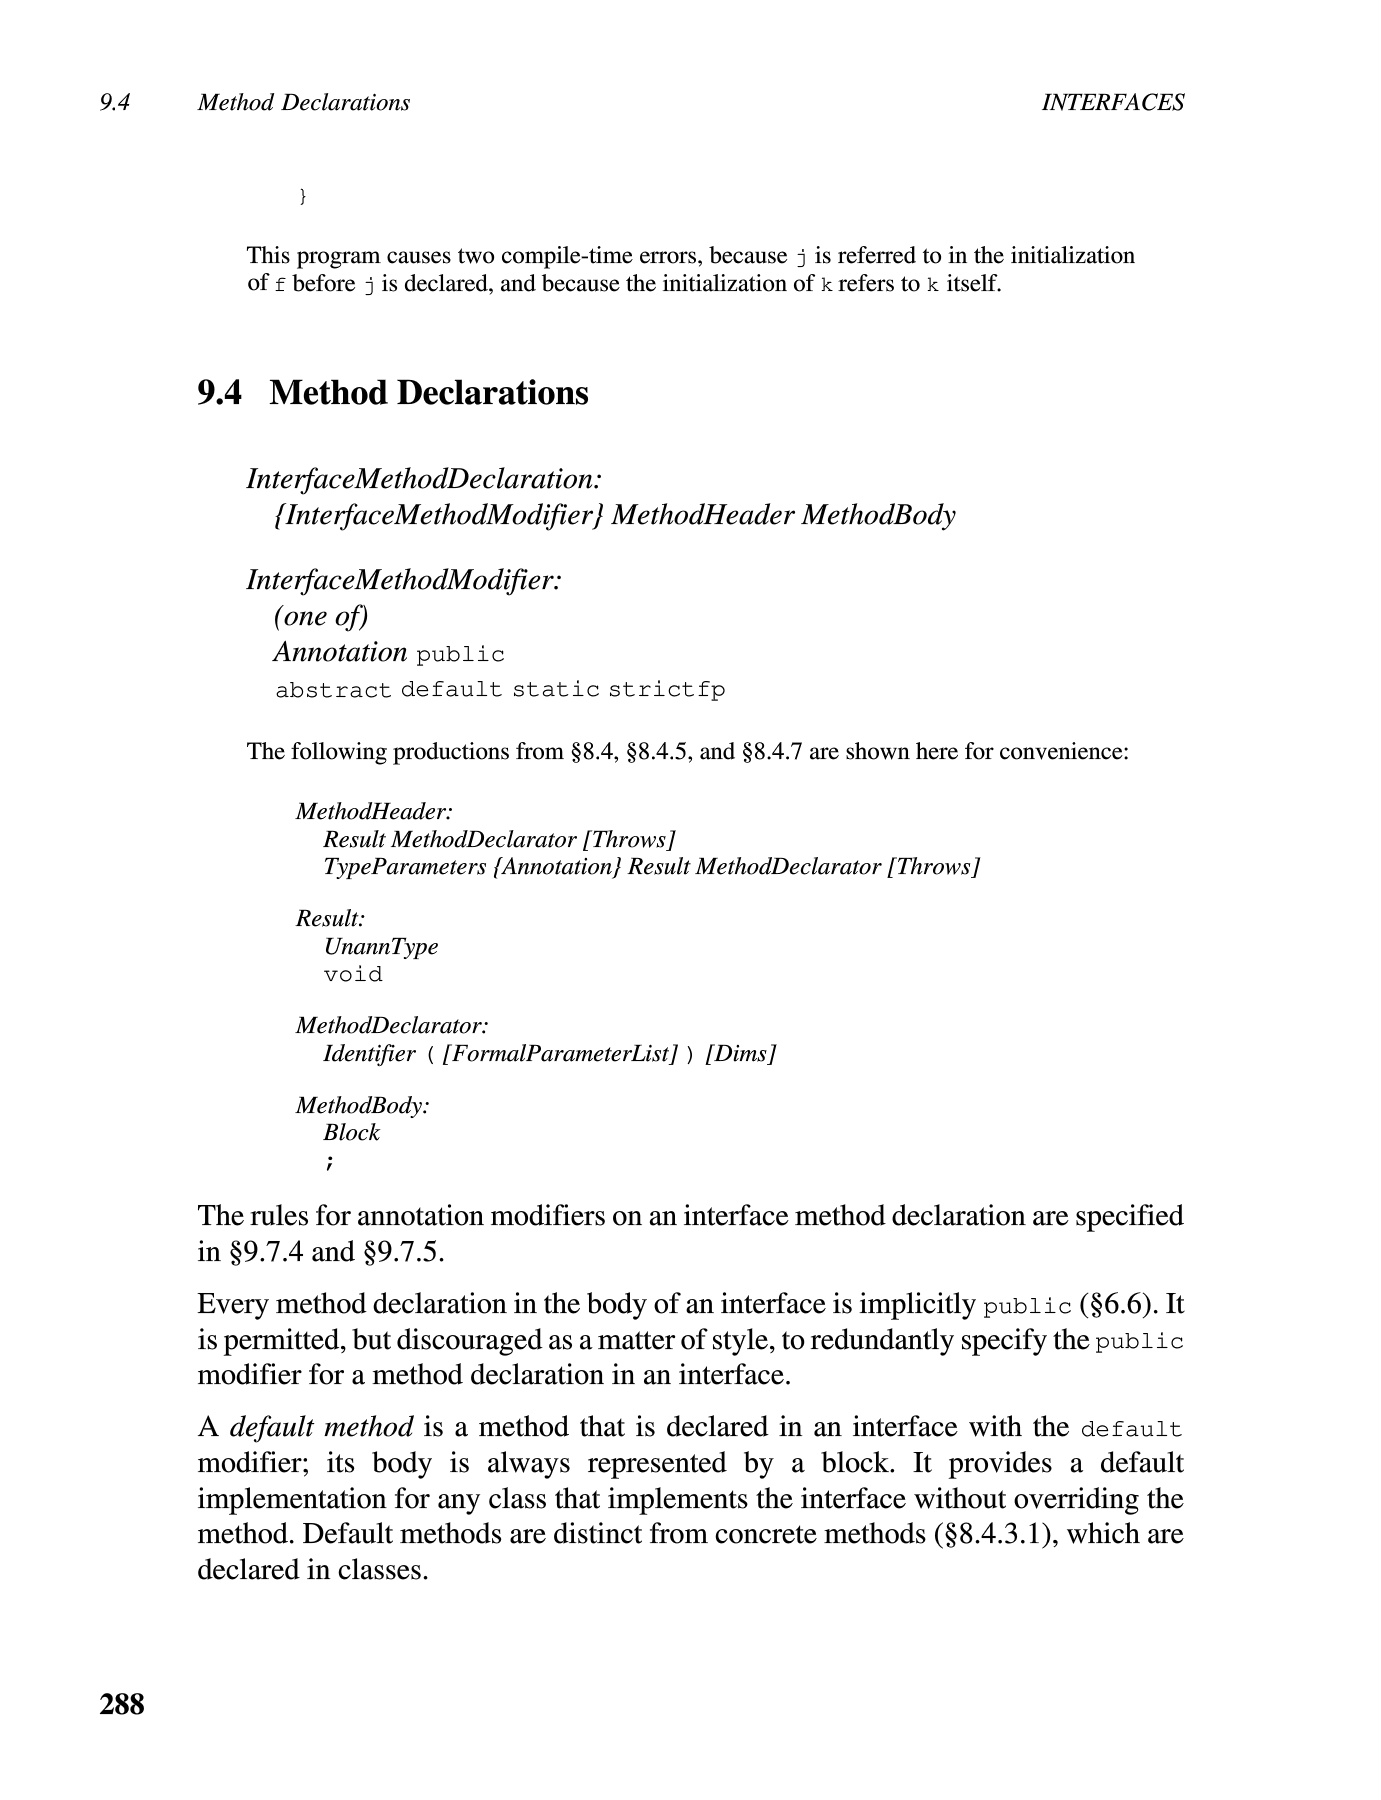 9.4 Method Declarations INTERFACES
}
This program causes two compile-time errors, because j is referred to in the initialization
of f before j is declared, and because the initialization of k refers to k itself.
9.4 Method Declarations
InterfaceMethodDeclaration:
{InterfaceMethodModifier} MethodHeader MethodBody
InterfaceMethodModifier:
(one of)
Annotation public
abstract default static strictfp
The following productions from §8.4, §8.4.5, and §8.4.7 are shown here for convenience:
MethodHeader:
Result MethodDeclarator [Throws]
TypeParameters {Annotation} Result MethodDeclarator [Throws]
Result:
UnannType
void
MethodDeclarator:
Identifier ( [FormalParameterList] ) [Dims]
MethodBody:
Block
;
The rules for annotation modifiers on an interface method declaration are specified
in §9.7.4 and §9.7.5.
Every method declaration in the body of an interface is implicitly public (§6.6). It
is permitted, but discouraged as a matter of style, to redundantly specify the public
modifier for a method declaration in an interface.
A default method is a method that is declared in an interface with the default
modifier; its body is always represented by a block. It provides a default
implementation for any class that implements the interface without overriding the
method. Default methods are distinct from concrete methods (§8.4.3.1), which are
declared in classes.
288